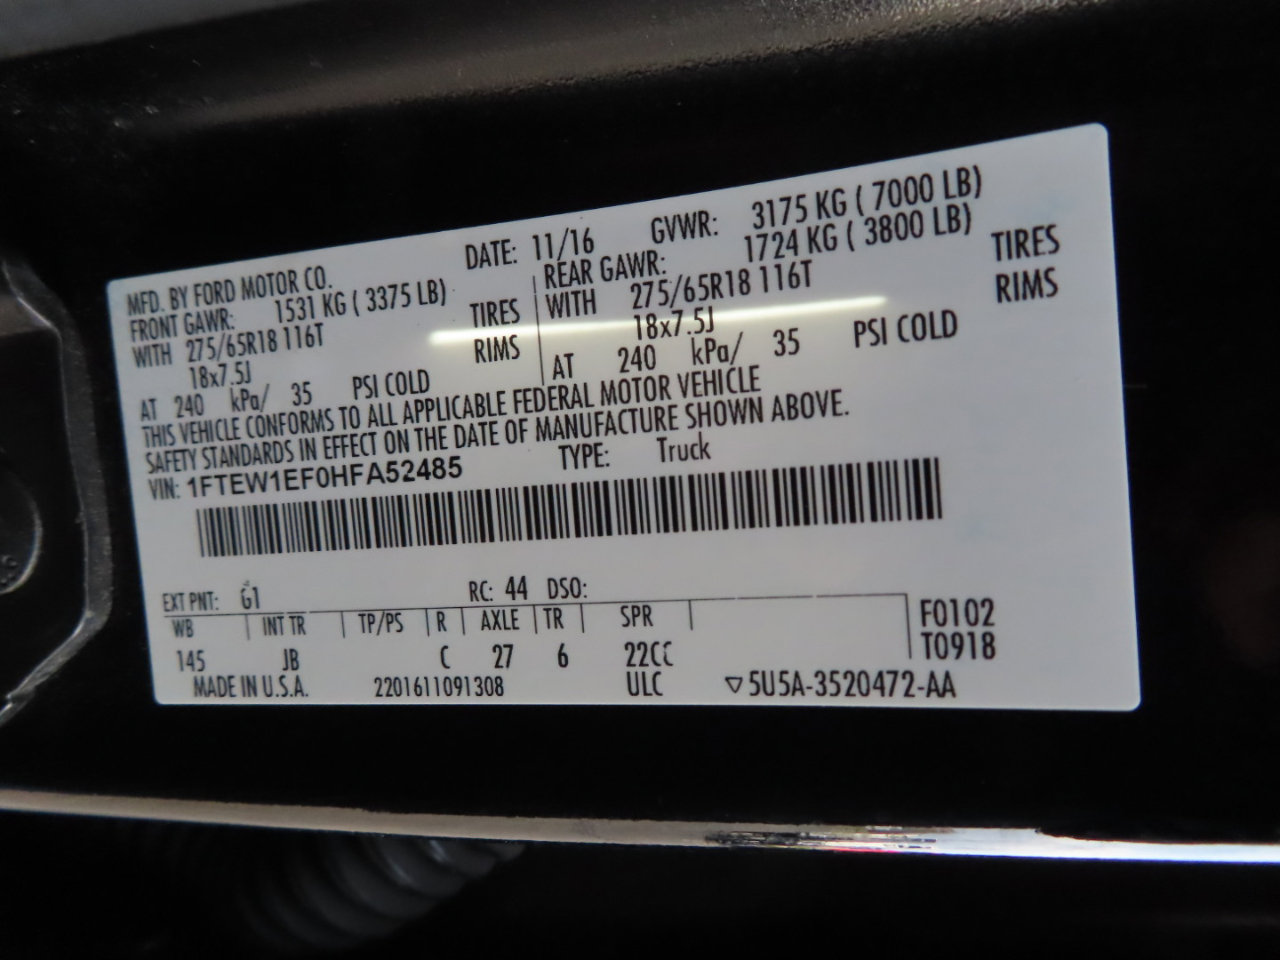 MFD. BY FORD MOTOR CO. DATE: 11/16 GVWR: 3175 KG ( 7000 LB)
FRONT GAWR: 1531 KG ( 3375 LB) REAR GAWR: 1724 KG ( 3800 LB)
WITH 275/65R18 116T TIRES WITH 275/65R18 116T TIRES
18x7.5J RIMS 18x7.5J RIMS
AT 240 kPa/ 35 PSI COLD AT 240 kPa/ 35 PSI COLD
THIS VEHICLE CONFORMS TO ALL APPLICABLE FEDERAL MOTOR VEHICLE
SAFETY STANDARDS IN EFFECT ON THE DATE OF MANUFACTURE SHOWN ABOVE.
VIN: 1FTEW1EF0HFA52485 TYPE: Truck
EXT PNT: G1 RC: 44 DSO:
WB INT TR TP/PS R AXLE TR SPR F0102
145 JB C 27 6 22CC T0918
MADE IN U.S.A. 2201611091308 ULC ▽5U5A-3520472-AA